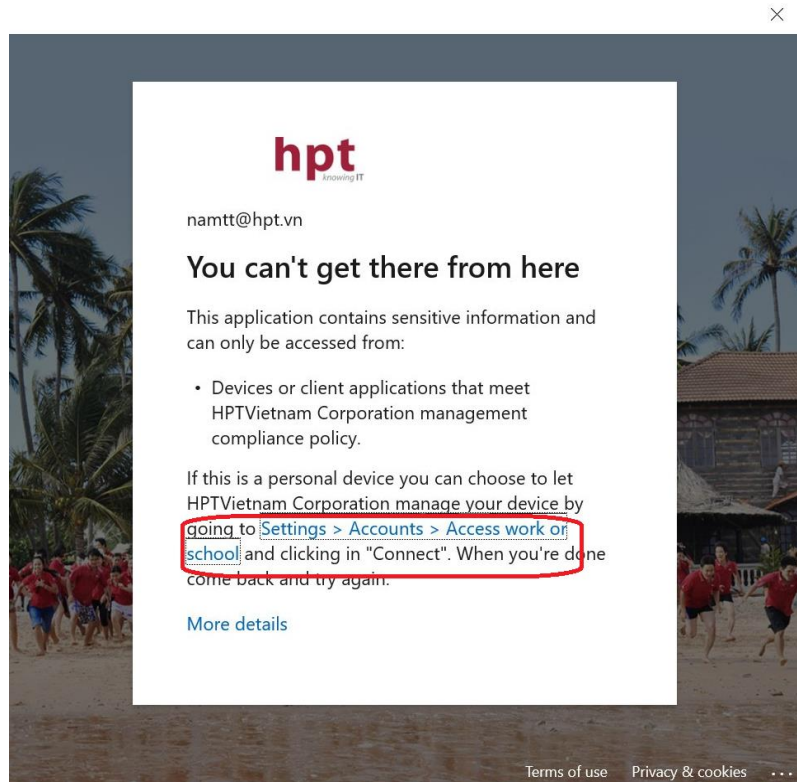 hpt
knowing IT
namtt@hpt.vn
You can't get there from here
This application contains sensitive information and
can only be accessed from:
• Devices or client applications that meet
HPTVietnam Corporation management
compliance policy.
If this is a personal device you can choose to let
HPTVietnam Corporation manage your device by
going to Settings > Accounts > Access work or
school and clicking in "Connect". When you're done
come back and try again.
More details
Terms of use Privacy & cookies ...